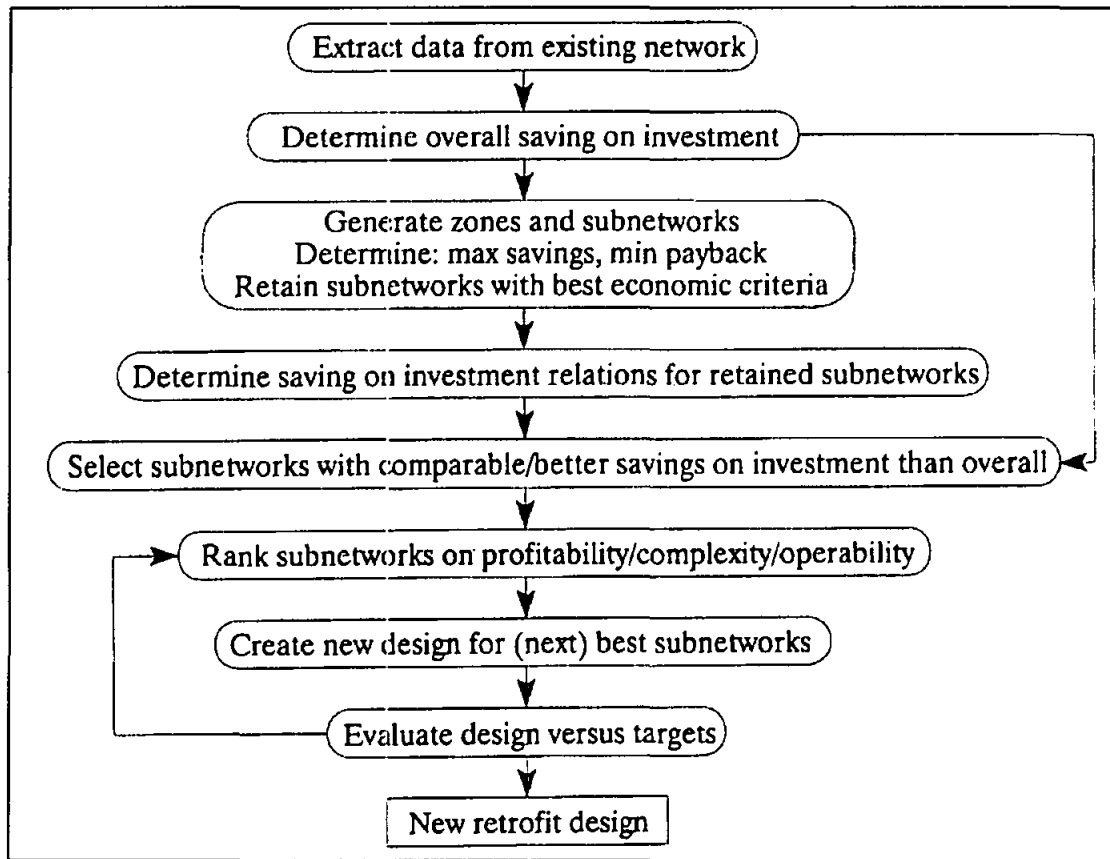 Extract data from existing network
Determine overall saving on investment
Generate zones and subnetworks
Determine: max savings, min payback
Retain subnetworks with best economic criteria
Determine saving on investment relations for retained subnetworks
Select subnetworks with comparable/better savings on investment than overall
Rank subnetworks on profitability/complexity/operability
Create new design for (next) best subnetworks
Evaluate design versus targets
New retrofit design